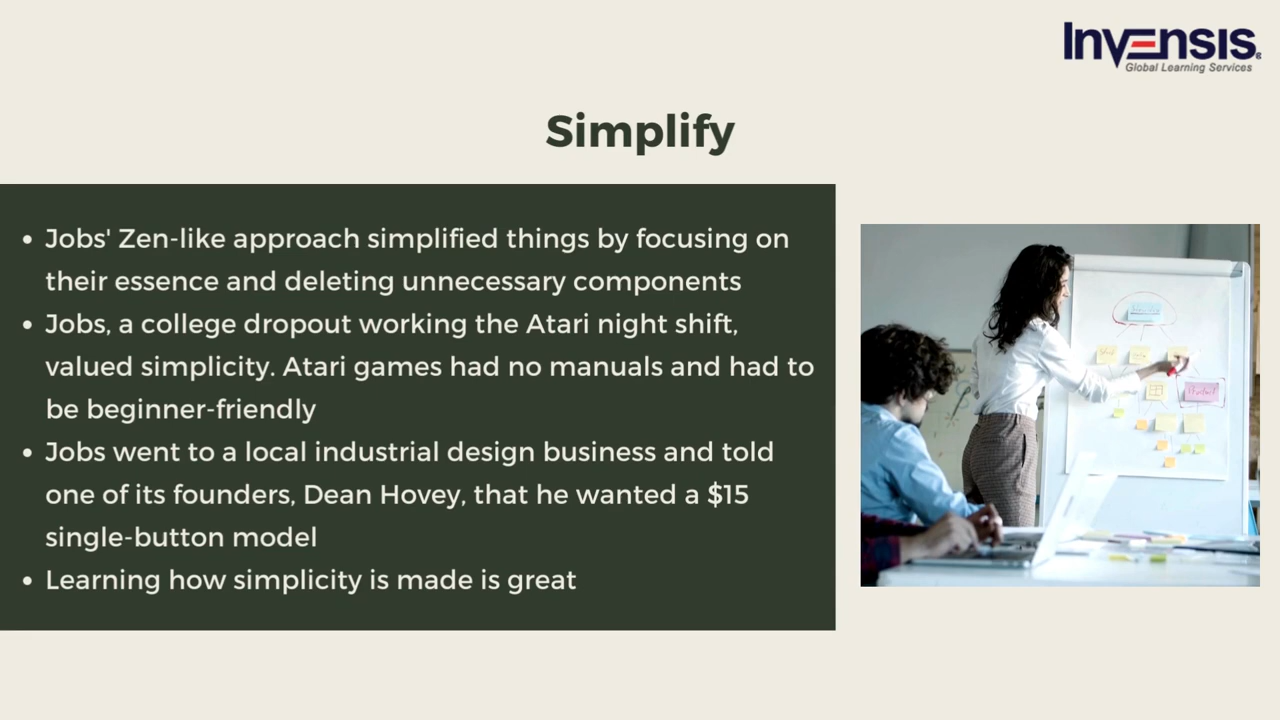 Invensis
Global Learning Services
Simplify
• Jobs' Zen-like approach simplified things by focusing on
their essence and deleting unnecessary components
• Jobs, a college dropout working the Atari night shift,
valued simplicity. Atari games had no manuals and had to
be beginner-friendly
• Jobs went to a local industrial design business and told
one of its founders, Dean Hovey, that he wanted a $15
single-button model
• Learning how simplicity is made is great